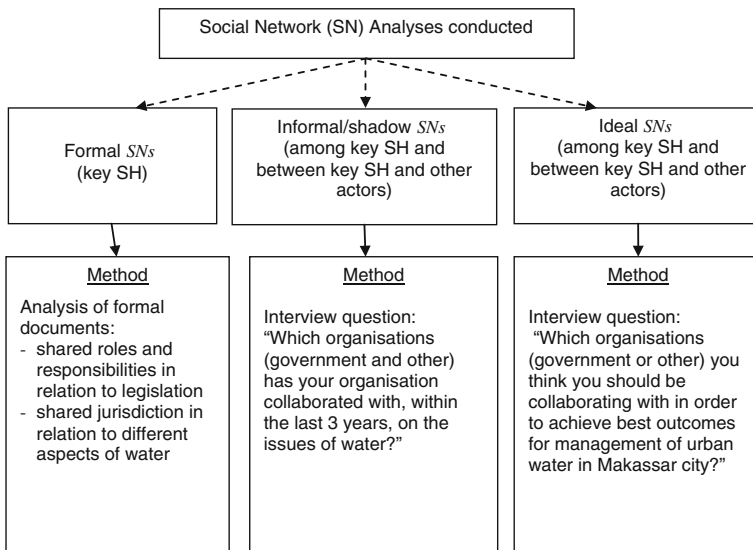 Social Network (SN) Analyses conducted
Formal SNs
(key SH)
Informal/shadow SNs
(among key SH and
between key SH and other
actors)
Ideal SNs
(among key SH and
between key SH and other
actors)
Method
Analysis of formal
documents:
- shared roles and
responsibilities in
relation to legislation
- shared jurisdiction in
relation to different
aspects of water
Method
Interview question:
“Which organisations
(government and other)
has your organisation
collaborated with, within
the last 3 years, on the
issues of water?”
Method
Interview question:
“Which organisations
(government or other) you
think you should be
collaborating with in order
to achieve best outcomes
for management of urban
water in Makassar city?”